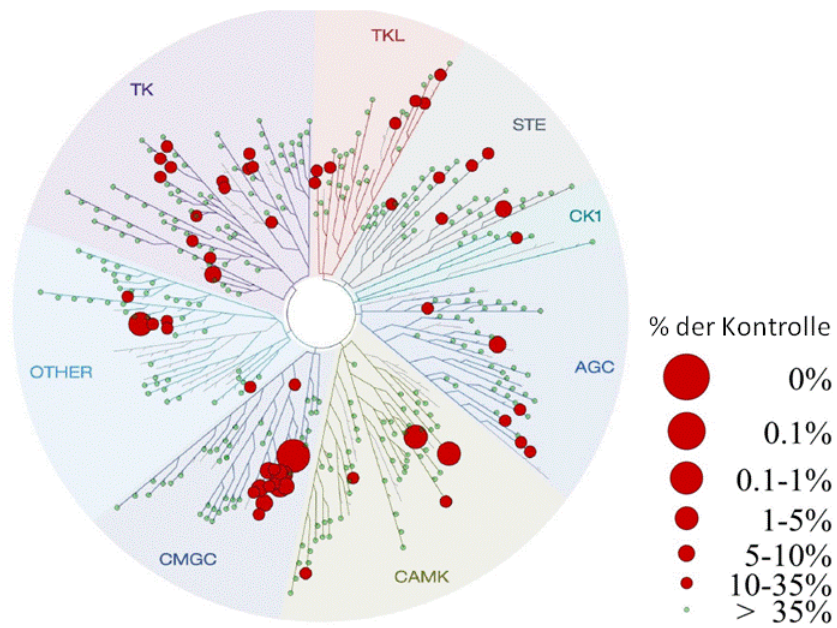 TKL
TK
STE
CK1
AGC
OTHER
CMGC
CAMK
% der Kontrolle
0%
0.1%
0.1-1%
1-5%
5-10%
10-35%
> 35%